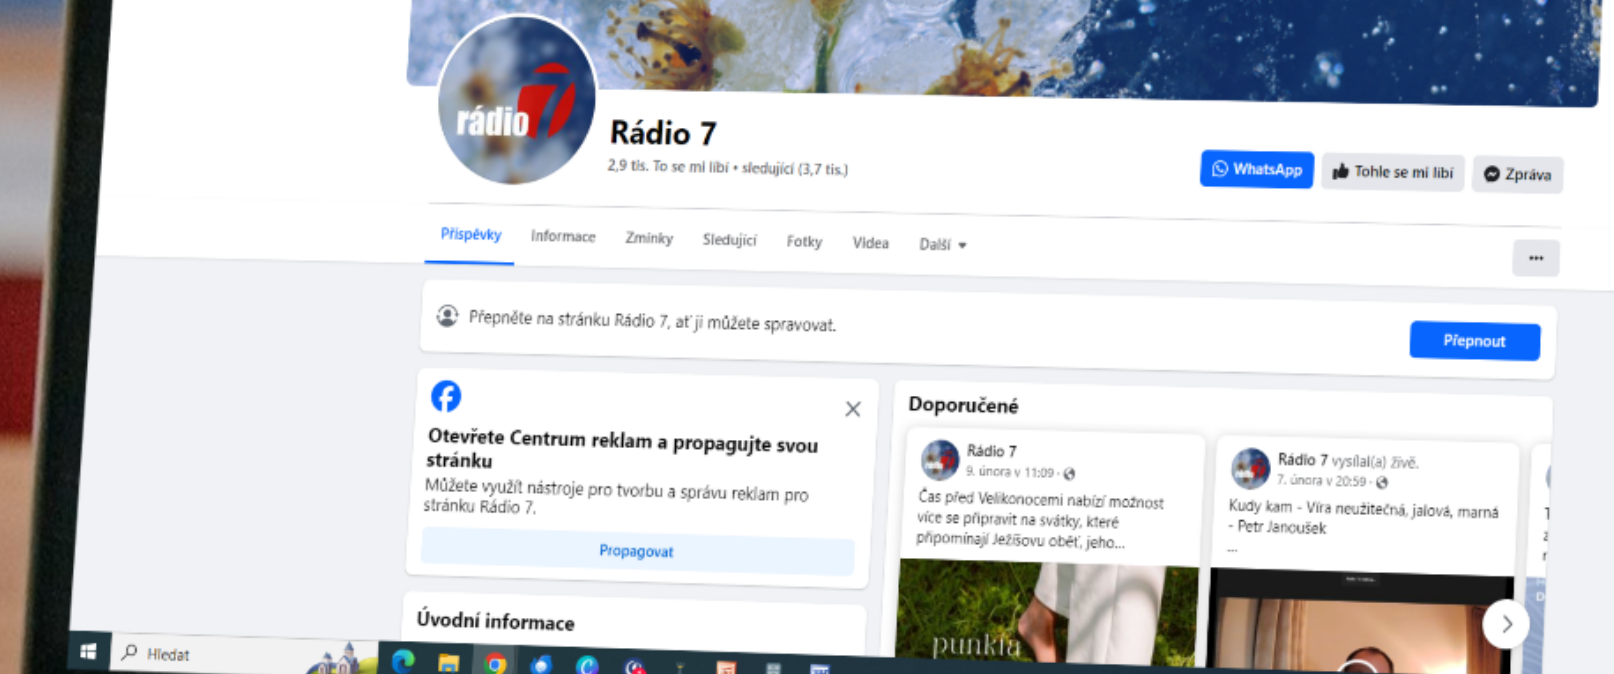 rádio 7
Rádio 7
2,9 tis. To se mi líbí • sledující (3,7 tis.)
WhatsApp
Tohle se mi líbí
Zpráva
Příspěvky
Informace
Zmínky
Sledující
Fotky
Videa
Další
Přepněte na stránku Rádio 7, ať ji můžete spravovat.
Přepnout
Otevřete Centrum reklam a propagujte svou
stránku
Můžete využít nástroje pro tvorbu a správu reklam pro
stránku Rádio 7.
Propagovat
Úvodní informace
Doporučené
Rádio 7
9. února v 11:09 ·
Čas před Velikonocemi nabízí možnost
více se připravit na svátky, které
připomínají Ježíšovu oběť, jeho...
punkta
Rádio 7 vysílal(a) živě.
7. února v 20:59 ·
Kudy kam - Víra neužitečná, jalová, marná
- Petr Janoušek
...
Hledat